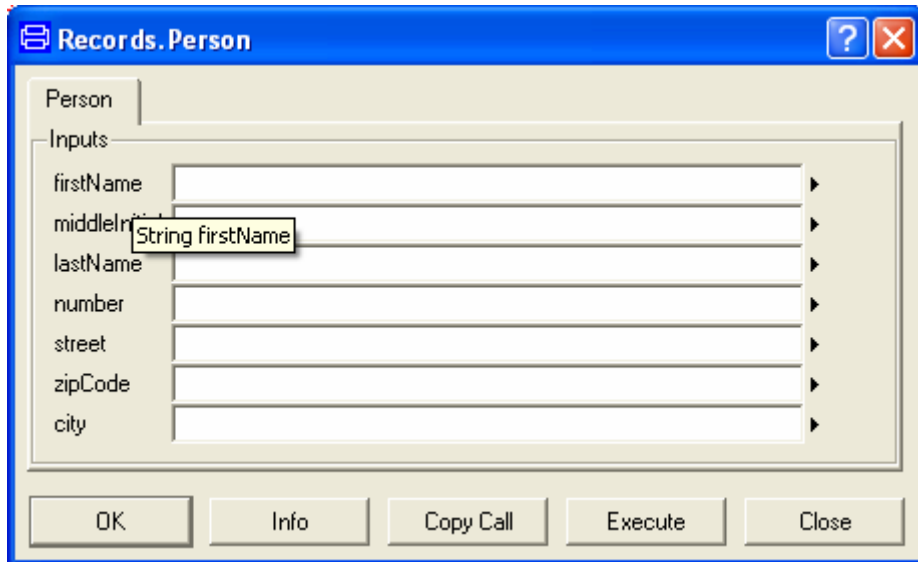 Records.Person
Person
Inputs
firstName
String firstName
lastName
number
street
zipCode
city
OK Info Copy Call Execute Close